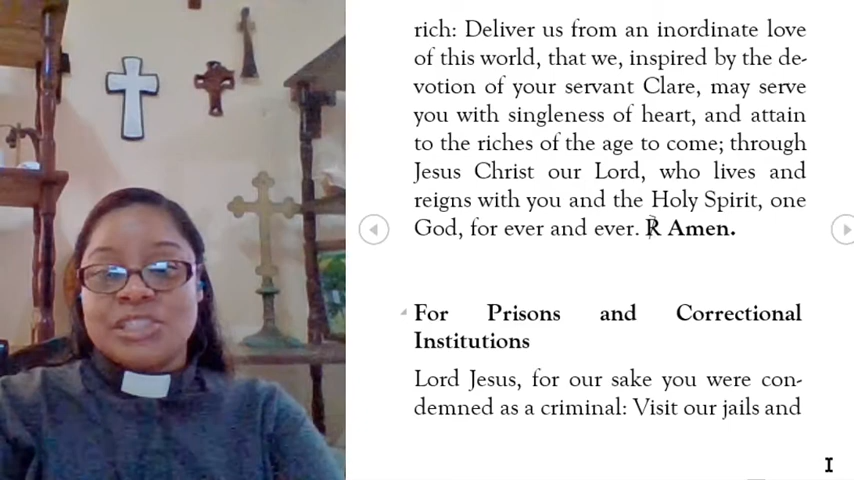 rich: Deliver us from an inordinate love
of this world, that we, inspired by the de-
votion of your servant Clare, may serve
you with singleness of heart, and attain
to the riches of the age to come; through
Jesus Christ our Lord, who lives and
reigns with you and the Holy Spirit, one
God, for ever and ever. ℟ Amen.
For Prisons and Correctional
Institutions
Lord Jesus, for our sake you were con-
demned as a criminal: Visit our jails and